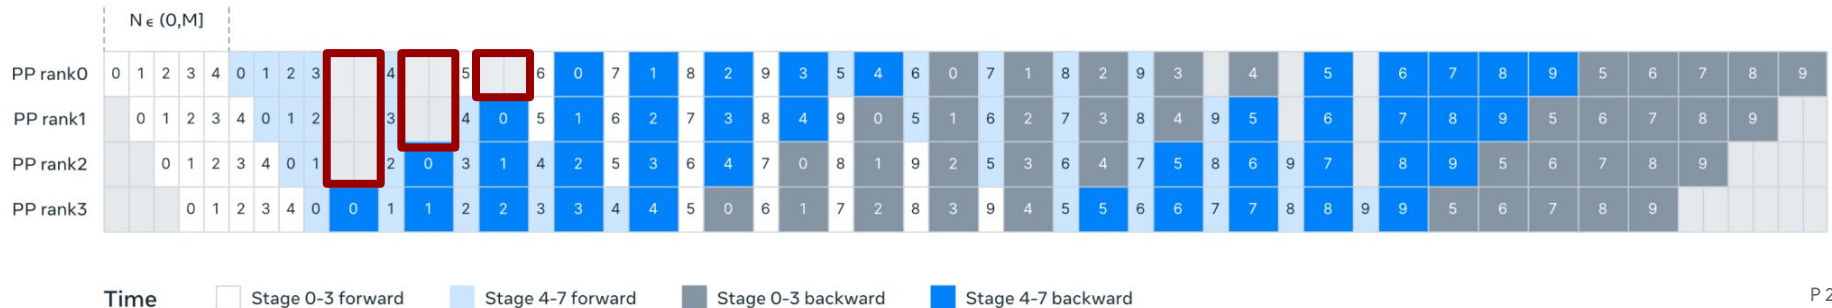 N ϵ (0,M]
PP rank0 0 1 2 3 4 0 1 2 3 4 5 6 0 7 1 8 2 9 3 5 4 6 0 7 1 8 2 9 3 4 5 6 7 8 9 5 6 7 8 9
PP rank1 0 1 2 3 4 0 1 2 3 4 0 5 1 6 2 7 3 8 4 9 0 5 1 6 2 7 3 8 4 9 5 6 7 8 9 5 6 7 8 9
PP rank2 0 1 2 3 4 0 1 2 0 3 1 4 2 5 3 6 4 7 0 8 1 9 2 5 3 6 4 7 5 8 6 9 7 8 9 5 6 7 8 9
PP rank3 0 1 2 3 4 0 0 1 1 2 2 3 3 4 4 5 0 6 1 7 2 8 3 9 4 5 5 6 6 7 7 8 8 9 9 5 6 7 8 9
Time Stage 0-3 forward Stage 4-7 forward Stage 0-3 backward Stage 4-7 backward
P 2